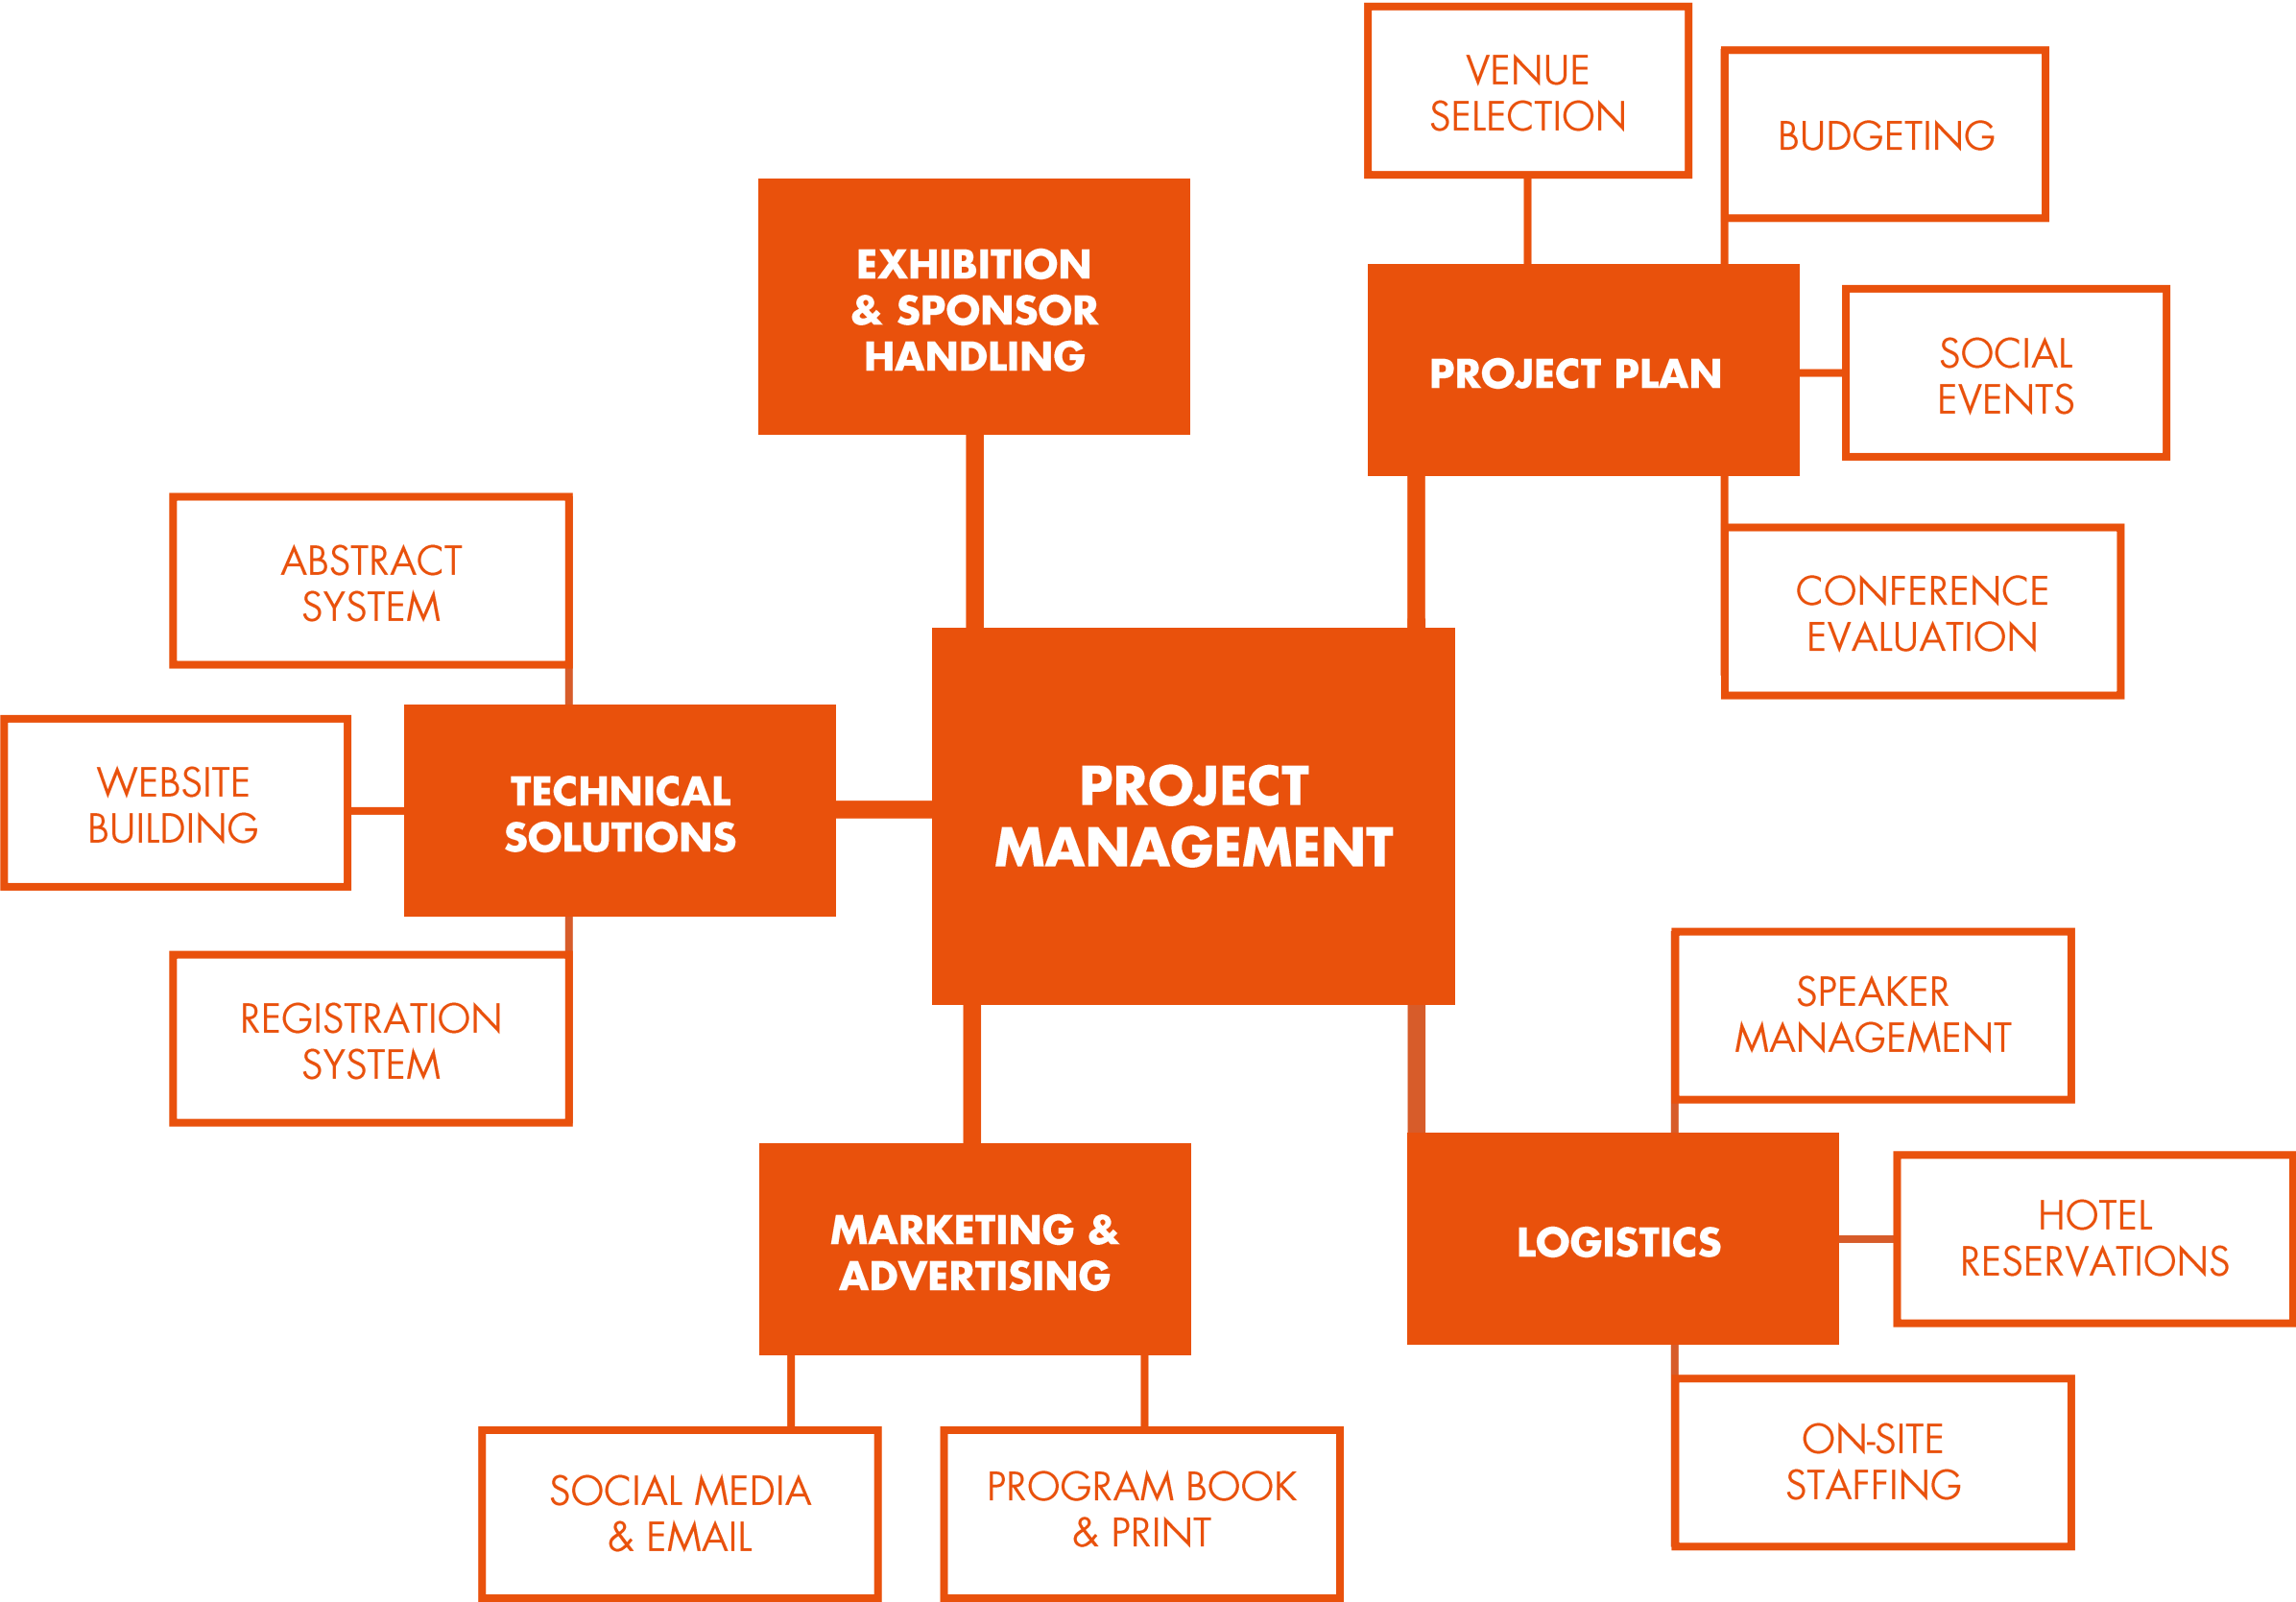 VENUE
SELECTION
BUDGETING
EXHIBITION
& SPONSOR
HANDLING
PROJECT PLAN
SOCIAL
EVENTS
ABSTRACT
SYSTEM
CONFERENCE
EVALUATION
WEBSITE
BUILDING
TECHNICAL
SOLUTIONS
PROJECT
MANAGEMENT
REGISTRATION
SYSTEM
SPEAKER
MANAGEMENT
MARKETING &
ADVERTISING
LOGISTICS
HOTEL
RESERVATIONS
SOCIAL MEDIA
& EMAIL
PROGRAM BOOK
& PRINT
ON-SITE
STAFFING